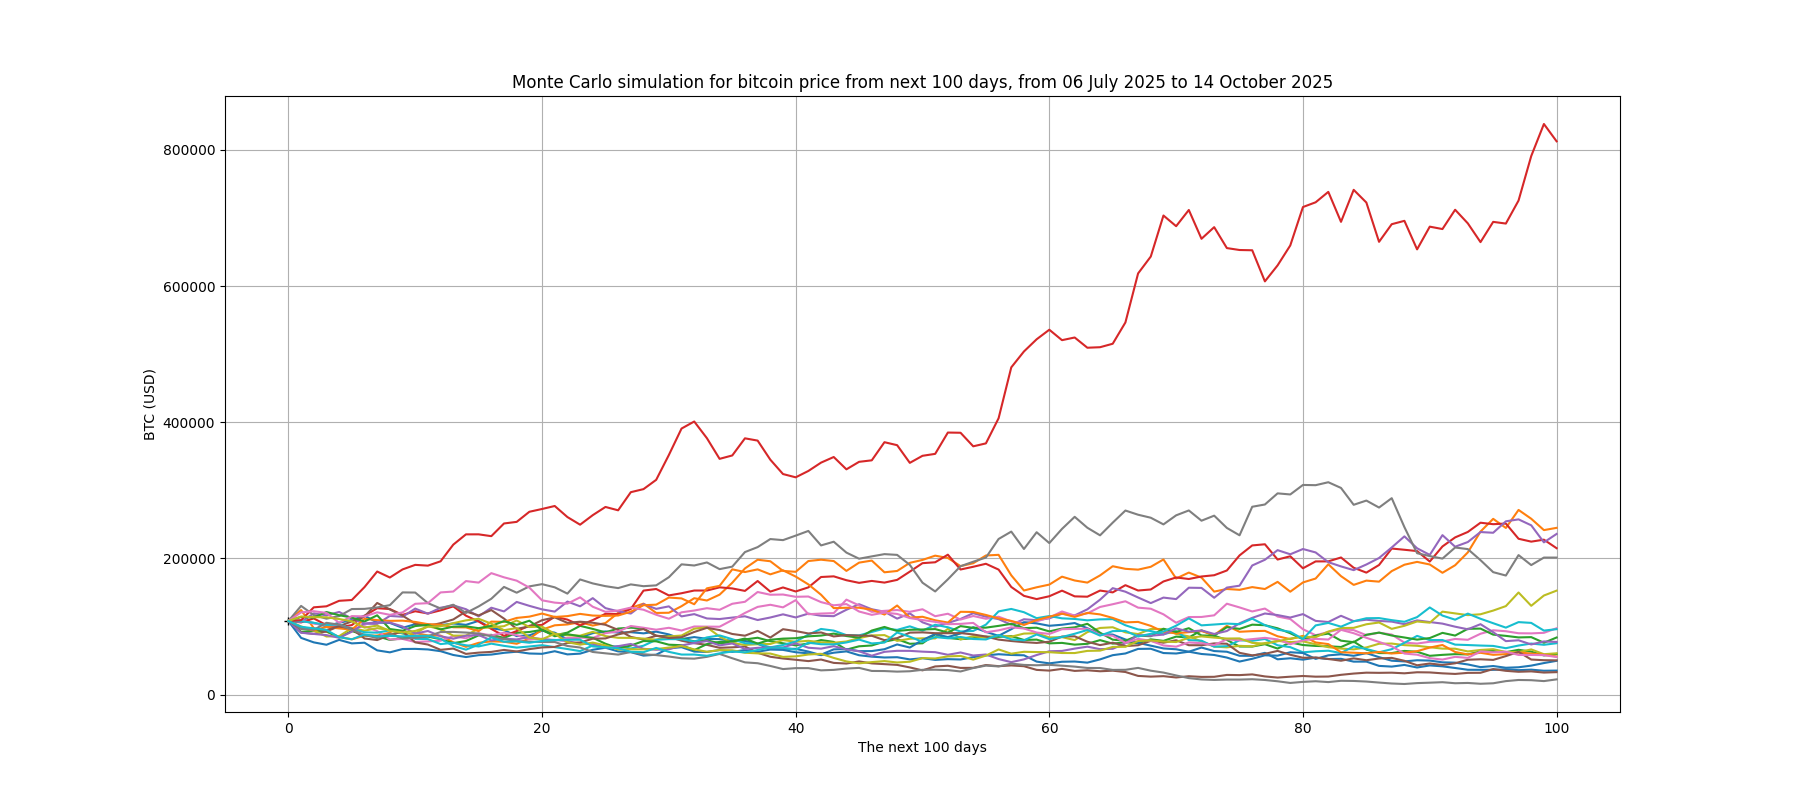 Monte Carlo simulation for bitcoin price from next 100 days, from 06 July 2025 to 14 October 2025
800000
600000
400000
200000
0
BTC (USD)
0 20 40 60 80 100
The next 100 days